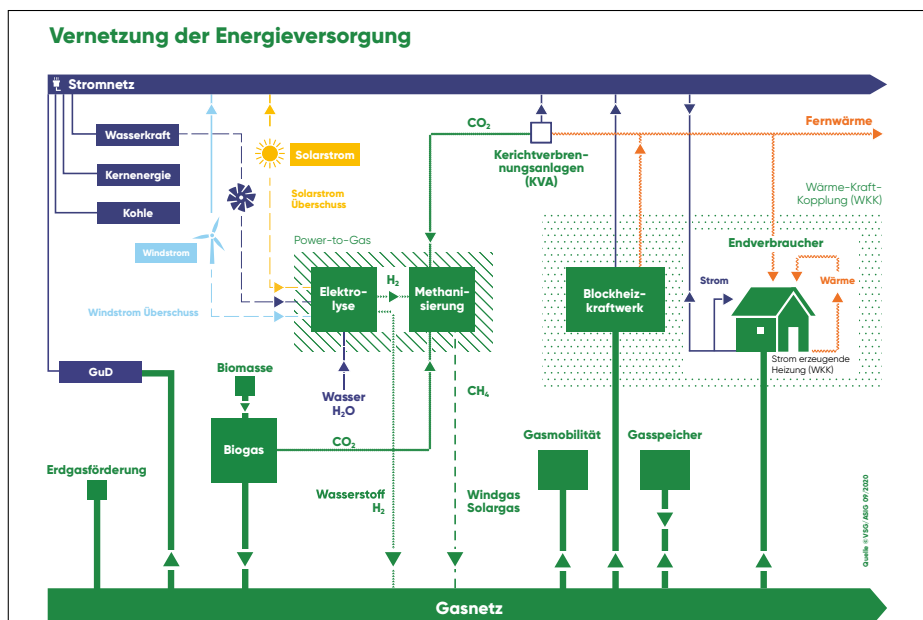 Vernetzung der Energieversorgung
Stromnetz
Wasserkraft
Kernenergie
Kohle
Solarstrom
Solarstrom
Überschuss
Windstrom
Windstrom Überschuss
CO₂
Kerichtverbren-
nungsanlagen
(KVA)
Fernwärme
Wärme-Kraft-
Kopplung (WKK)
Power-to-Gas
Elektro-
lyse
H₂
Methani-
sierung
Blockheiz-
kraftwerk
Endverbraucher
Strom
Wärme
Strom erzeugende
Heizung (WKK)
GuD
Biomasse
Wasser
H₂O
CH₄
Biogas
CO₂
Erdgasförderung
Wasserstoff
H₂
Windgas
Solargas
Gasmobilität
Gasspeicher
Quelle © VSG/ASIG 09/2020
Gasnetz